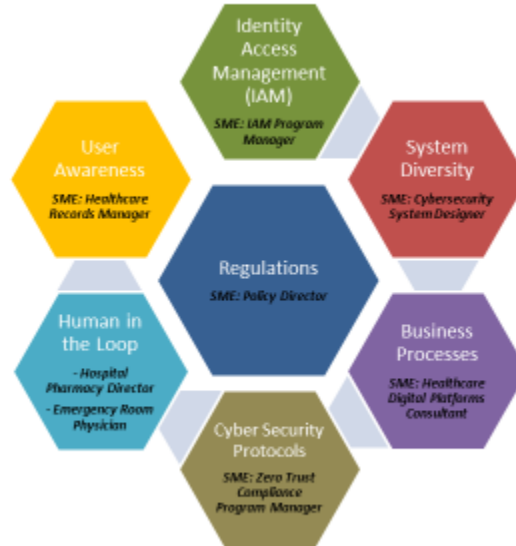 Identity
Access
Management
(IAM)
SME: IAM Program
Manager
User
Awareness
SME: Healthcare
Records Manager
System
Diversity
SME: Cybersecurity
System Designer
Regulations
SME: Policy Director
Human in
the Loop
- Hospital
Pharmacy Director
- Emergency Room
Physician
Business
Processes
SME: Healthcare
Digital Platforms
Consultant
Cyber Security
Protocols
SME: Zero Trust
Compliance
Program Manager